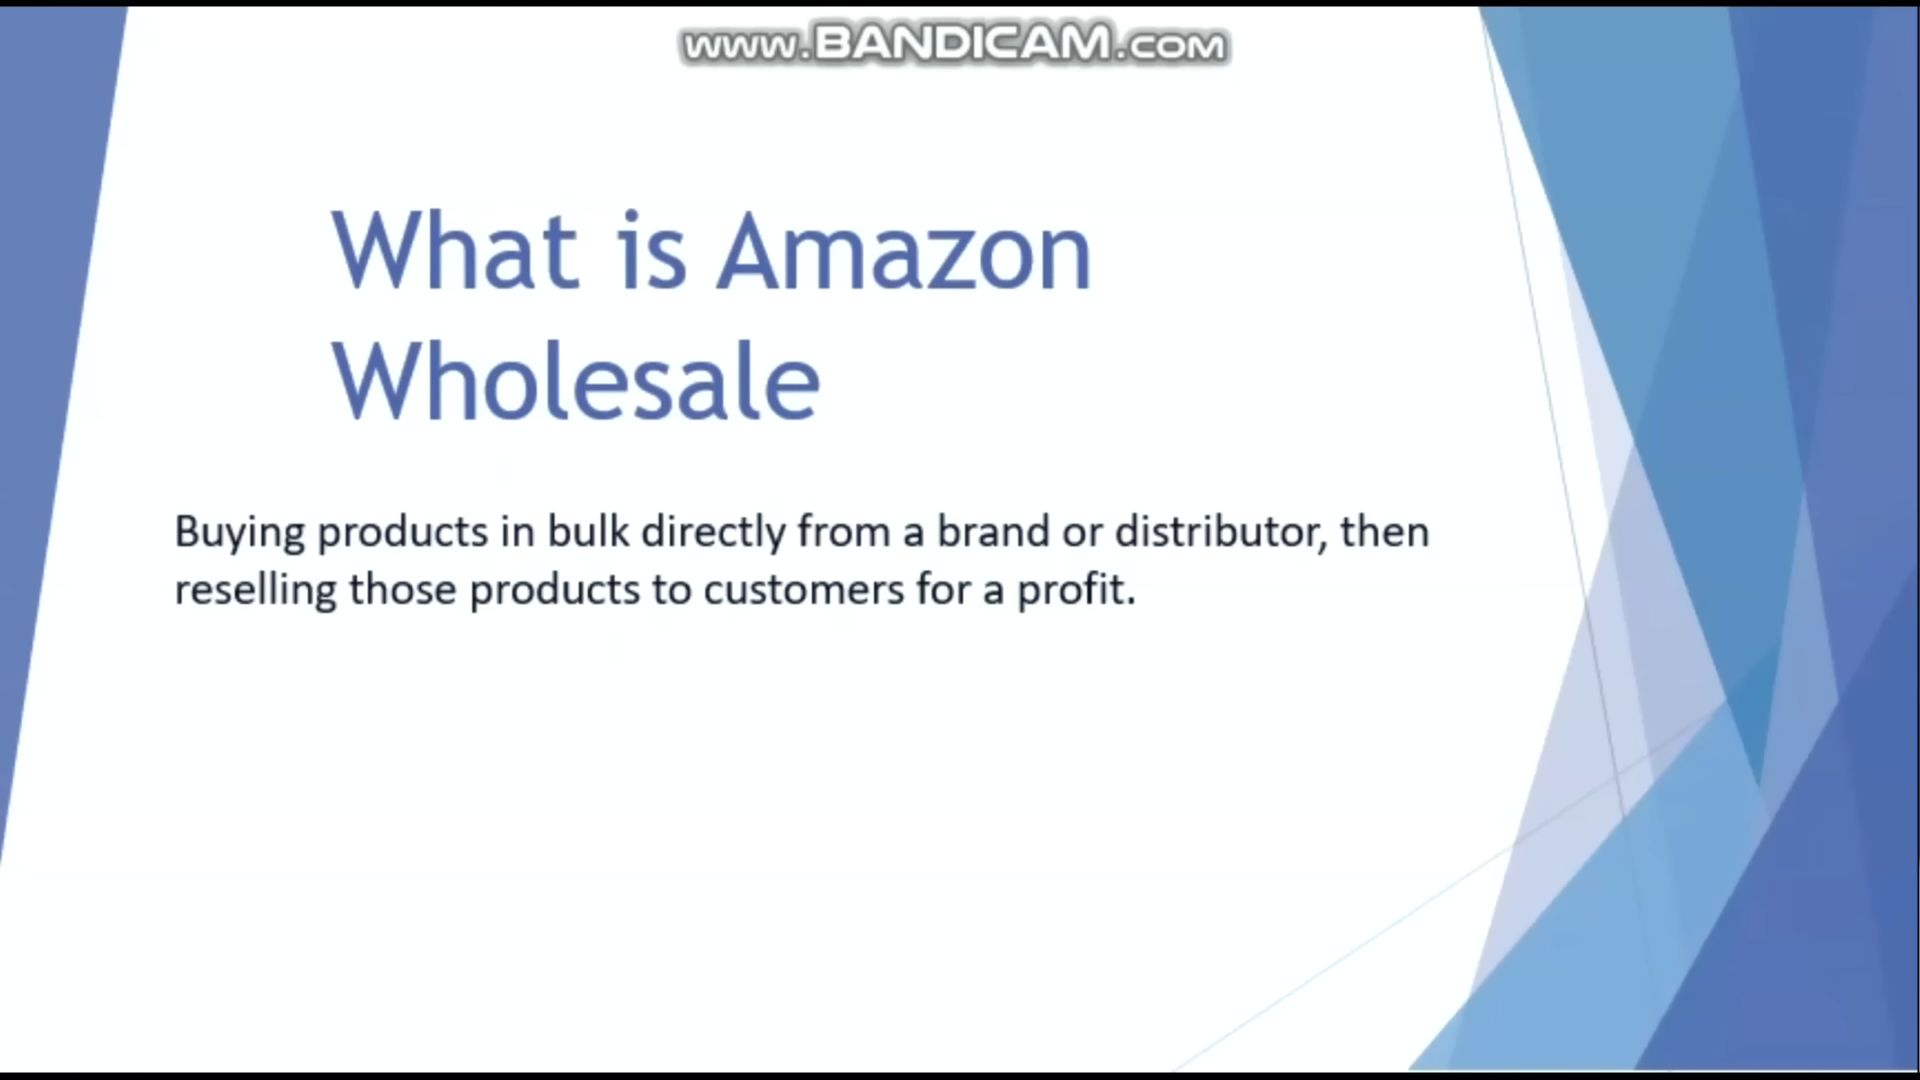 www.BANDICAM.com
What is Amazon
Wholesale
Buying products in bulk directly from a brand or distributor, then
reselling those products to customers for a profit.